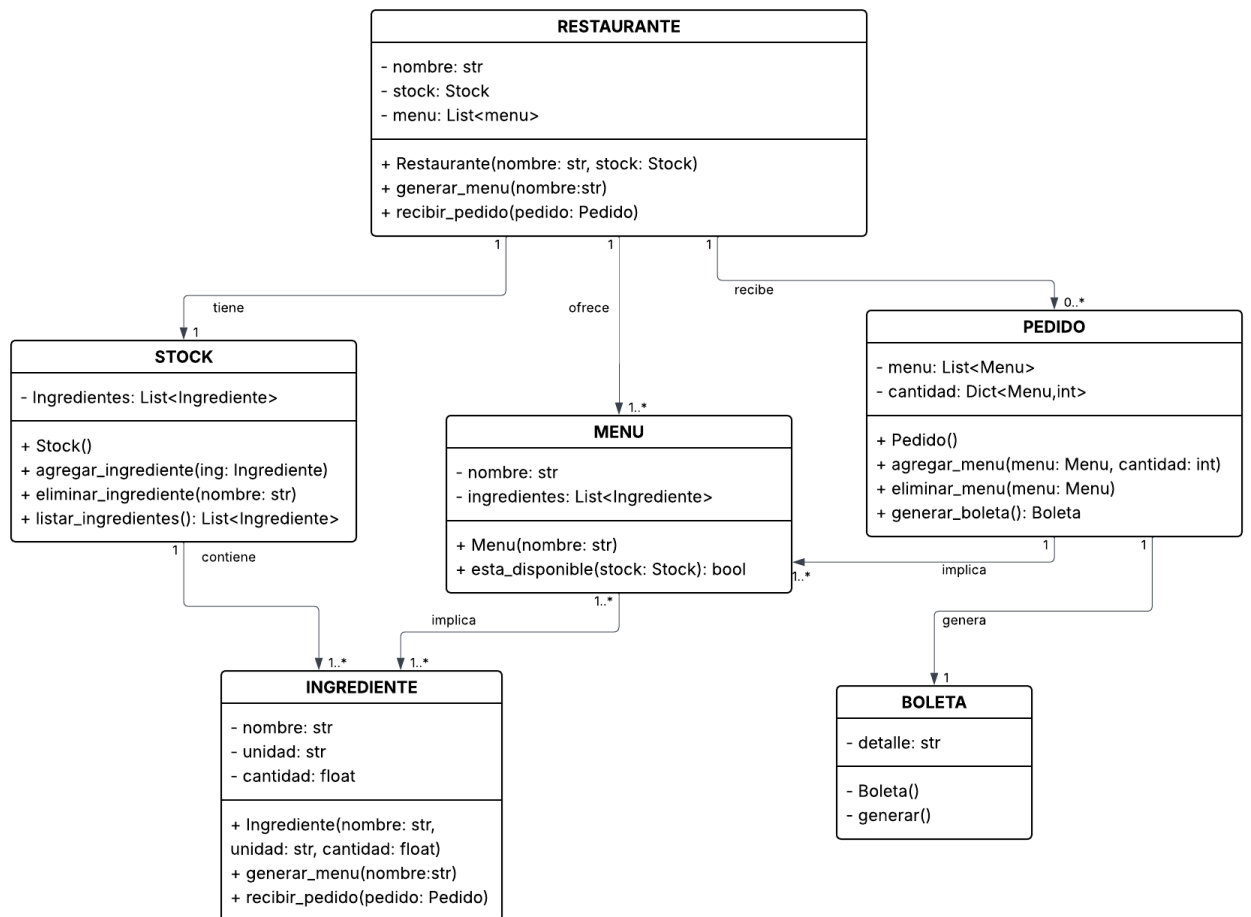 RESTAURANTE
- nombre: str
- stock: Stock
- menu: List<menu>
+ Restaurante(nombre: str, stock: Stock)
+ generar_menu(nombre:str)
+ recibir_pedido(pedido: Pedido)
1
1
1
tiene
ofrece
recibe
1
1..*
0..*
STOCK
- Ingredientes: List<Ingrediente>
+ Stock()
+ agregar_ingrediente(ing: Ingrediente)
+ eliminar_ingrediente(nombre: str)
+ listar_ingredientes(): List<Ingrediente>
1
contiene
1..*
MENU
- nombre: str
- ingredientes: List<Ingrediente>
+ Menu(nombre: str)
+ esta_disponible(stock: Stock): bool
1..*
implica
1..*
PEDIDO
- menu: List<Menu>
- cantidad: Dict<Menu,int>
+ Pedido()
+ agregar_menu(menu: Menu, cantidad: int)
+ eliminar_menu(menu: Menu)
+ generar_boleta(): Boleta
1
1
implica
1..*
genera
1
INGREDIENTE
- nombre: str
- unidad: str
- cantidad: float
+ Ingrediente(nombre: str,
unidad: str, cantidad: float)
+ generar_menu(nombre:str)
+ recibir_pedido(pedido: Pedido)
BOLETA
- detalle: str
- Boleta()
- generar()